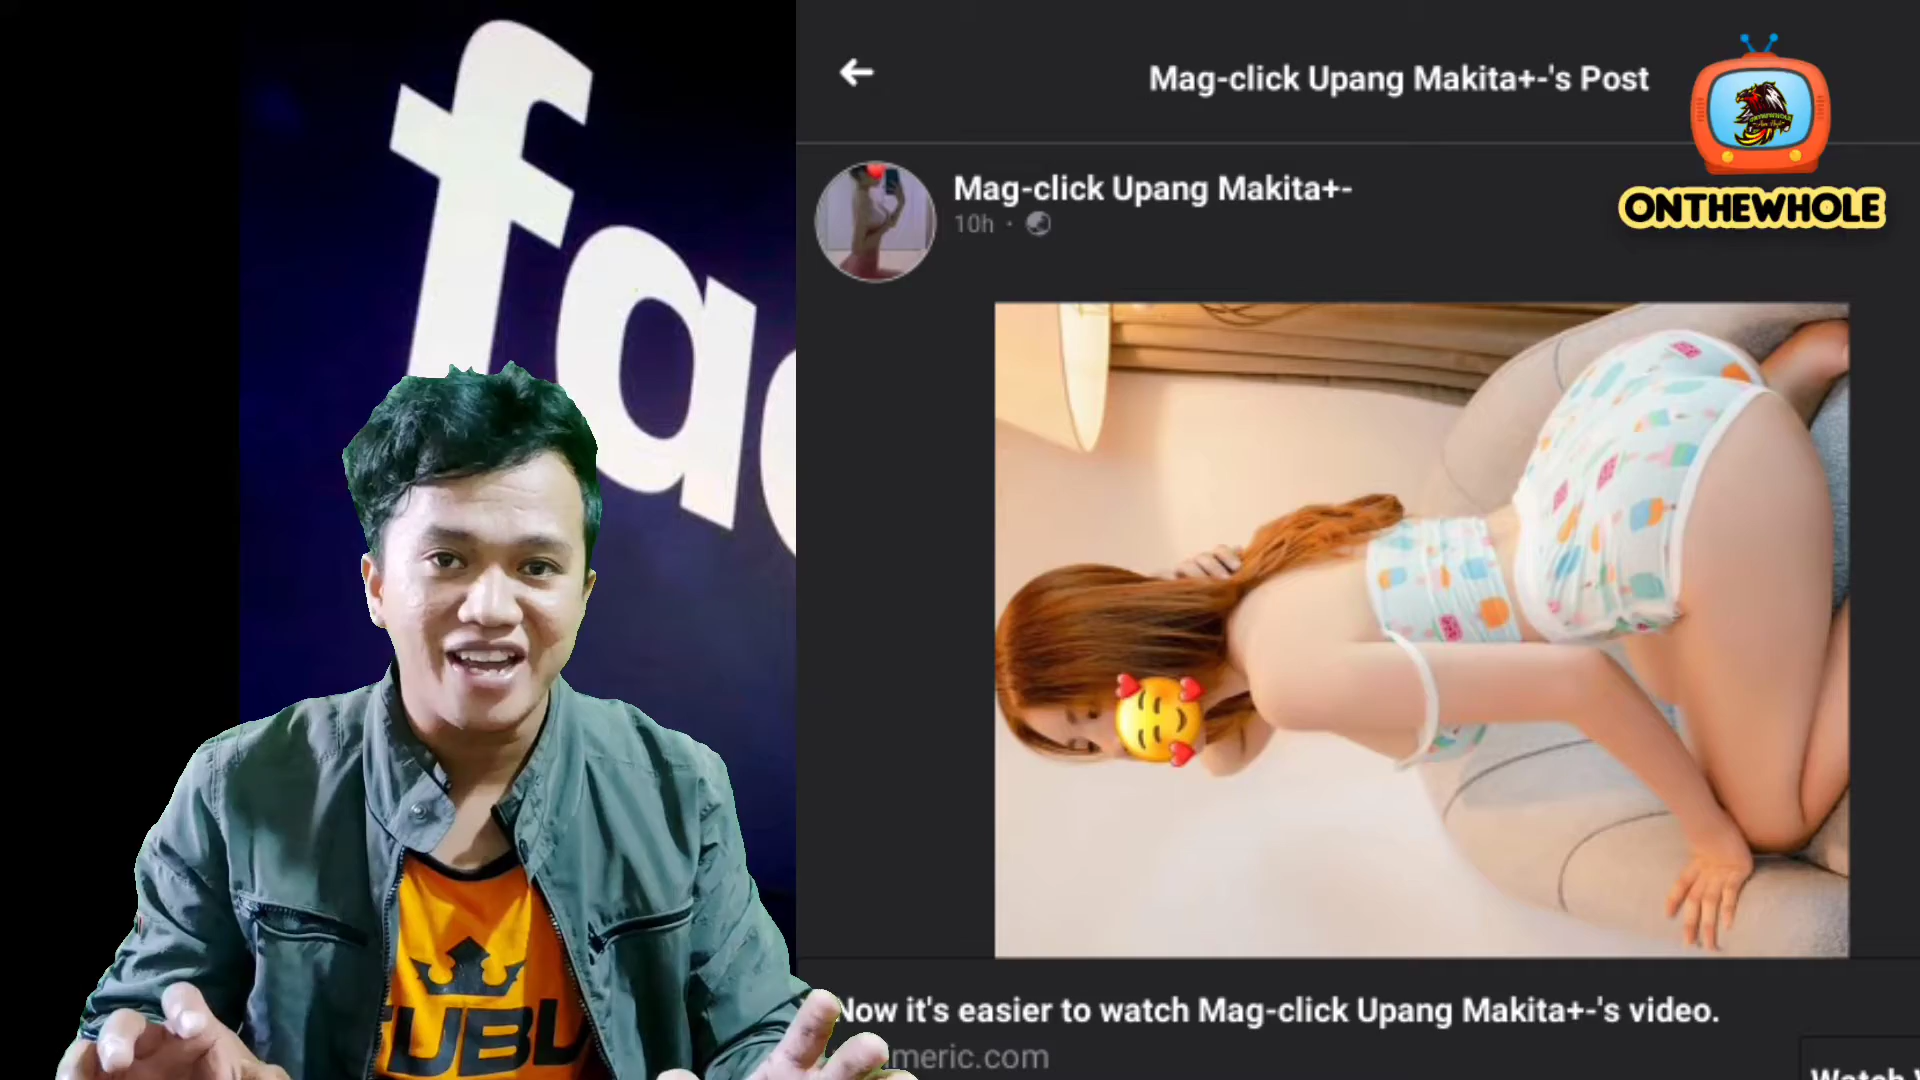 fac
Mag-click Upang Makita+-'s Post
Mag-click Upang Makita+-
10h ·
ONTHEWHOLE
Now it's easier to watch Mag-click Upang Makita+-'s video.
meric.com
Watch